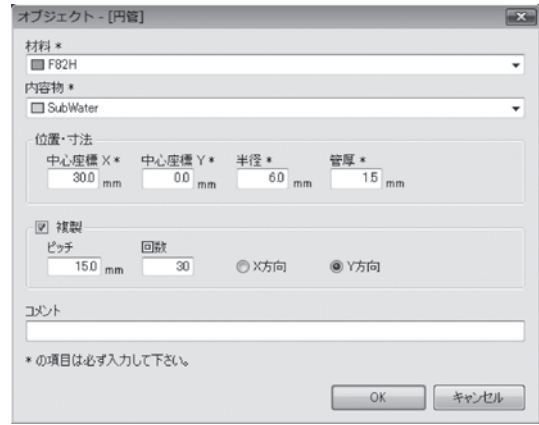 オブジェクト - [円管]
材料 *
F82H
内容物 *
SubWater
位置・寸法
中心座標 X * 中心座標 Y * 半径 * 管厚 *
30.0 mm 0.0 mm 6.0 mm 1.5 mm
複製
ピッチ 回数
15.0 mm 30 X方向 Y方向
コメント
* の項目は必ず入力して下さい。
OK キャンセル